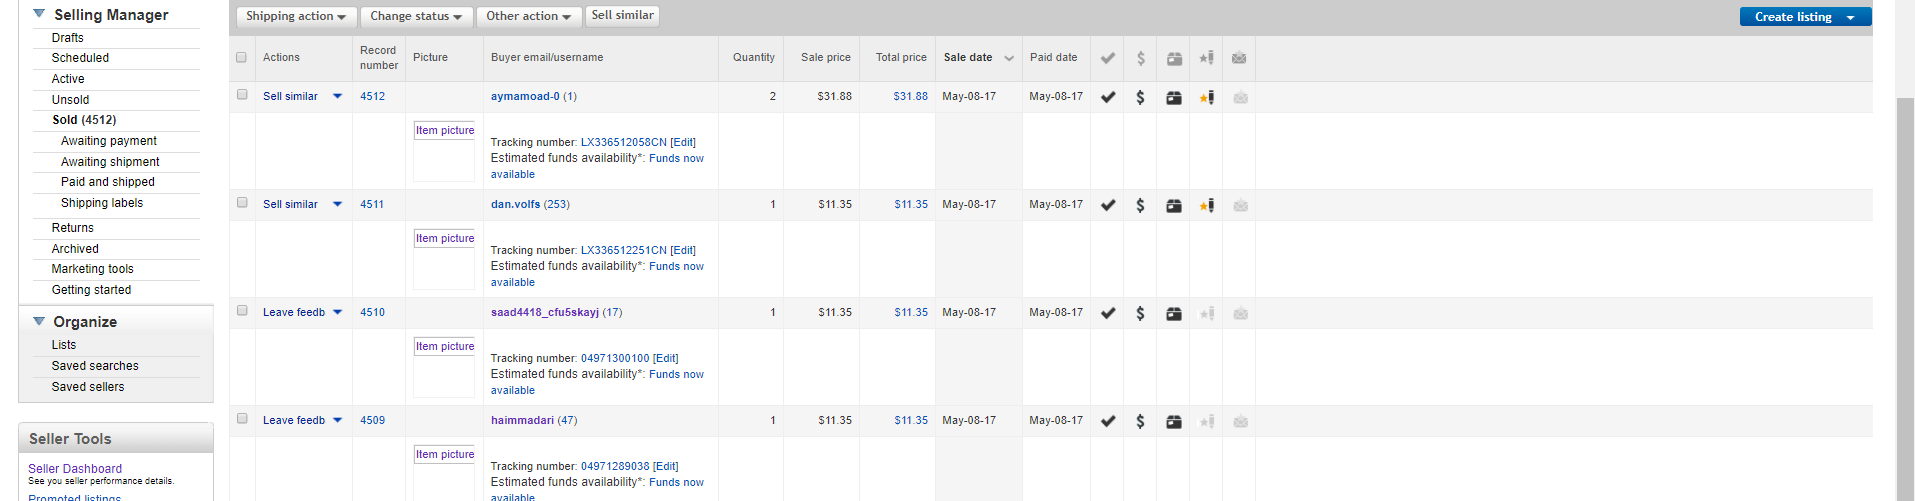 Selling Manager
Drafts
Scheduled
Active
Unsold
Sold (4512)
Awaiting payment
Awaiting shipment
Paid and shipped
Shipping labels
Returns
Archived
Marketing tools
Getting started
Organize
Lists
Saved searches
Saved sellers
Seller Tools
Seller Dashboard
See you seller performance details.
Promoted listings
Shipping action Change status Other action Sell similar Create listing
Actions Record number Picture Buyer email/username Quantity Sale price Total price Sale date Paid date $
Sell similar 4512 aymamoad-0 (1) 2 $31.88 $31.88 May-08-17 May-08-17 $
Item picture
Tracking number: LX336512058CN [Edit]
Estimated funds availability*: Funds now
available
Sell similar 4511 dan.volfs (253) 1 $11.35 $11.35 May-08-17 May-08-17 $
Item picture
Tracking number: LX336512251CN [Edit]
Estimated funds availability*: Funds now
available
Leave feedb 4510 saad4418_cfu5skayj (17) 1 $11.35 $11.35 May-08-17 May-08-17 $
Item picture
Tracking number: 04971300100 [Edit]
Estimated funds availability*: Funds now
available
Leave feedb 4509 haimmadari (47) 1 $11.35 $11.35 May-08-17 May-08-17 $
Item picture
Tracking number: 04971289038 [Edit]
Estimated funds availability*: Funds now
available